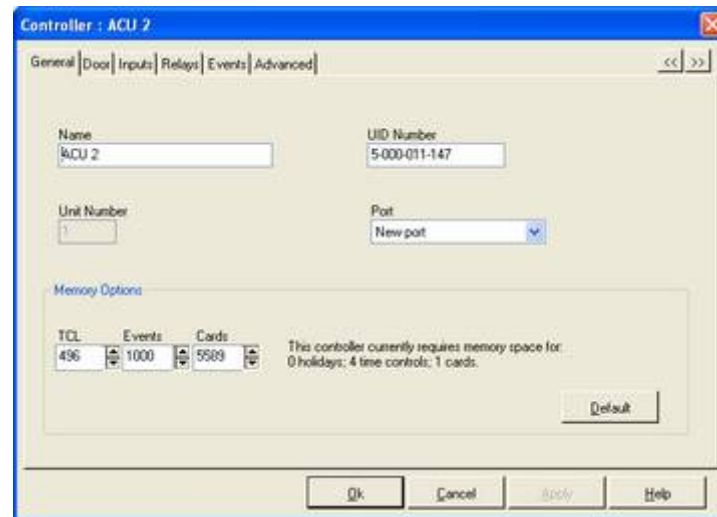 Controller : ACU 2
General Door Inputs Relays Events Advanced << >>
Name UID Number
ACU 2 5-000-011-147
Unit Number Port
1 New port
Memory Options
TCL Events Cards
496 1000 5589
This controller currently requires memory space for:
0 holidays; 4 time controls; 1 cards.
Default
Ok Cancel Apply Help